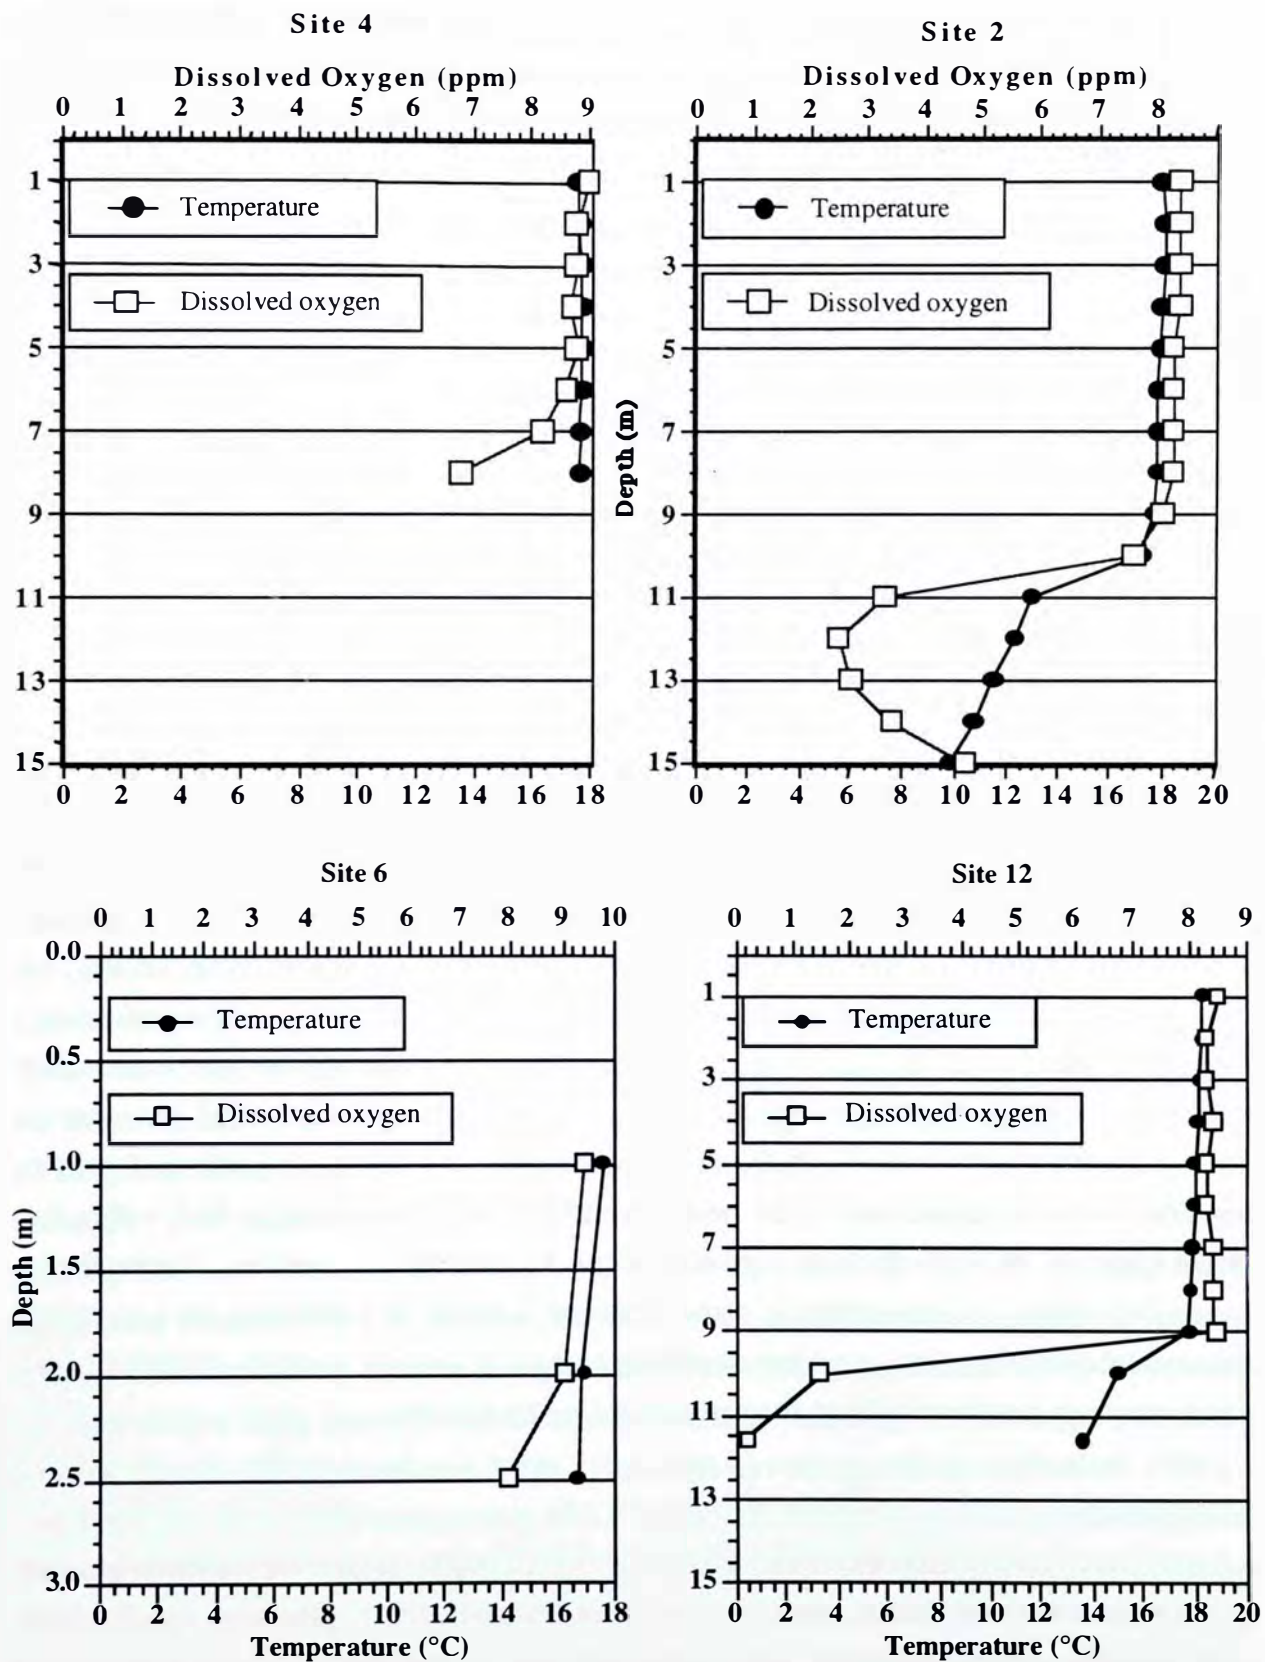 Site 4
Dissolved Oxygen (ppm)
0 1 2 3 4 5 6 7 8 9
1
Temperature
3
Dissolved oxygen
5
7
9
11
13
15
0 2 4 6 8 10 12 14 16 18
Site 2
Dissolved Oxygen (ppm)
0 1 2 3 4 5 6 7 8
1
Temperature
3
Dissolved oxygen
5
7
Depth (m)
9
11
13
15
0 2 4 6 8 10 12 14 16 18 20
Site 6
0 1 2 3 4 5 6 7 8 9 10
0.0
Temperature
0.5
Dissolved oxygen
1.0
Depth (m)
1.5
2.0
2.5
3.0
0 2 4 6 8 10 12 14 16 18
Temperature (°C)
Site 12
0 1 2 3 4 5 6 7 8 9
1
Temperature
3
Dissolved oxygen
5
7
9
11
13
15
0 2 4 6 8 10 12 14 16 18 20
Temperature (°C)